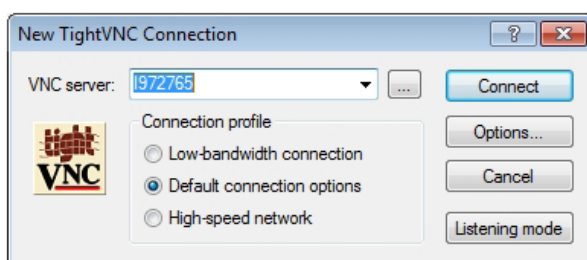 New TightVNC Connection
VNC server: I972765 ...
Connect
Connection profile
Options...
tight
VNC
Low-bandwidth connection
Default connection options
Cancel
High-speed network
Listening mode